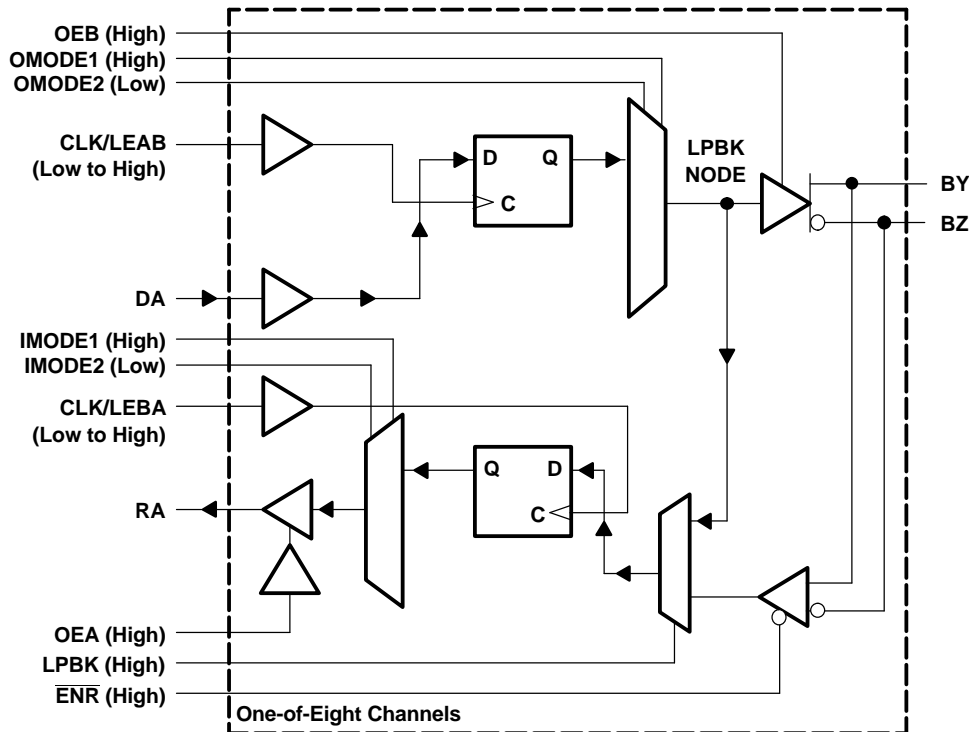 OEB (High)
OMODE1 (High)
OMODE2 (Low)
CLK/LEAB
(Low to High)
D Q
C
LPBK
NODE
BY
BZ
DA
IMODE1 (High)
IMODE2 (Low)
CLK/LEBA
(Low to High)
Q D
C
RA
OEA (High)
LPBK (High)
E̅N̅R̅ (High)
One-of-Eight Channels